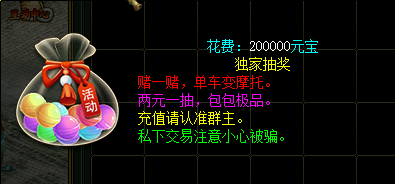 花费：200000元宝
独家抽奖
赌一赌，单车变摩托。
两元一抽，包包极品。
充值请认准群主。
私下交易注意小心被骗。
活动